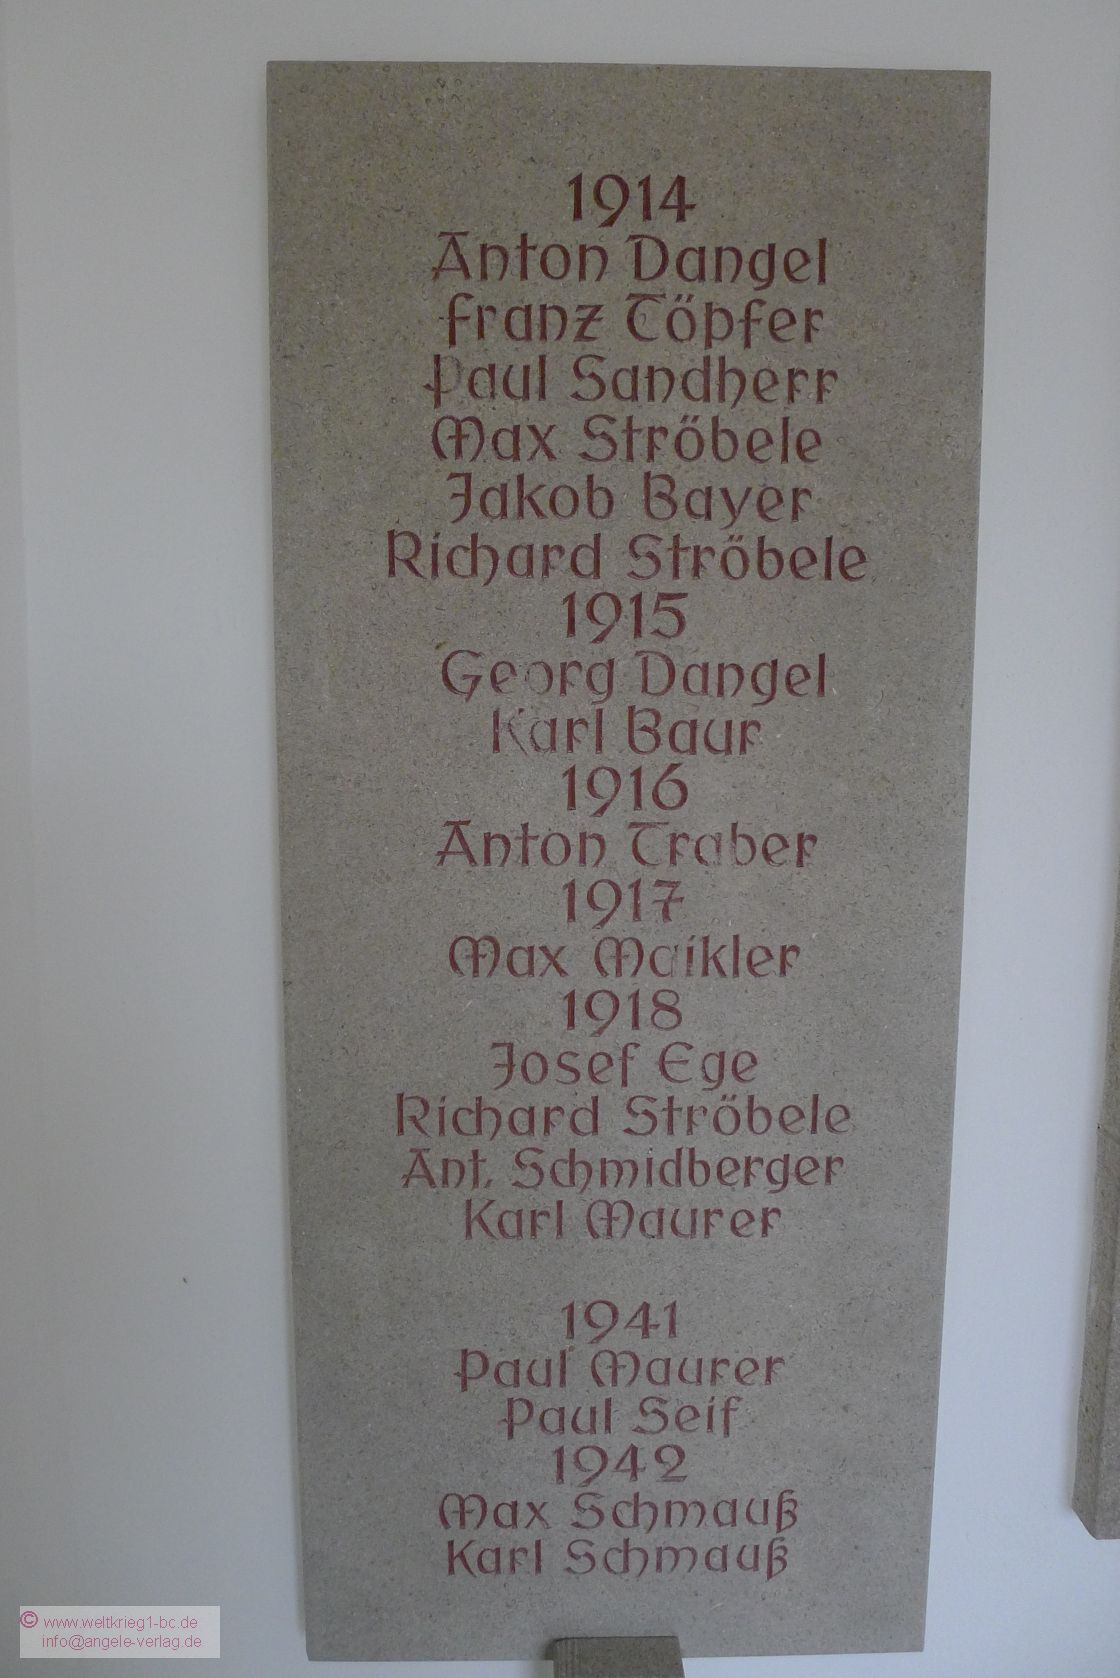 1914
Anton Dangel
Franz Töpfer
Paul Sandherr
Max Ströbele
Jakob Bayer
Richard Ströbele
1915
Georg Dangel
Karl Baur
1916
Anton Traber
1917
Max Maikler
1918
Josef Ege
Richard Ströbele
Ant. Schmidberger
Karl Maurer
1941
Paul Maurer
Paul Seif
1942
Max Schmauß
Karl Schmauß
© www.weltkrieg1-bc.de
info@angele-verlag.de